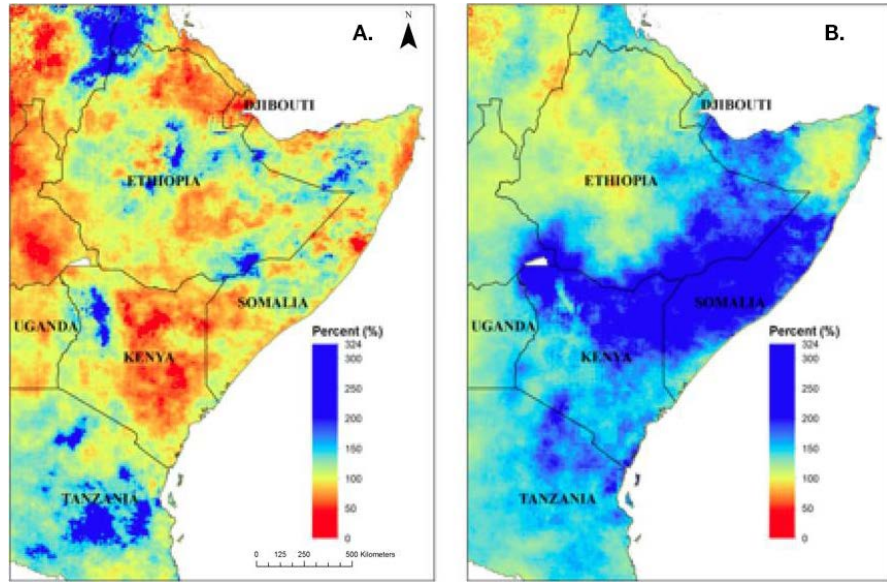 A.
N
DJIBOUTI
ETHIOPIA
SOMALIA
UGANDA
KENYA
TANZANIA
Percent (%)
324
300
250
200
150
100
50
0
0 125 250 500 Kilometers
B.
DJIBOUTI
ETHIOPIA
SOMALIA
UGANDA
KENYA
TANZANIA
Percent (%)
324
300
250
200
150
100
50
0